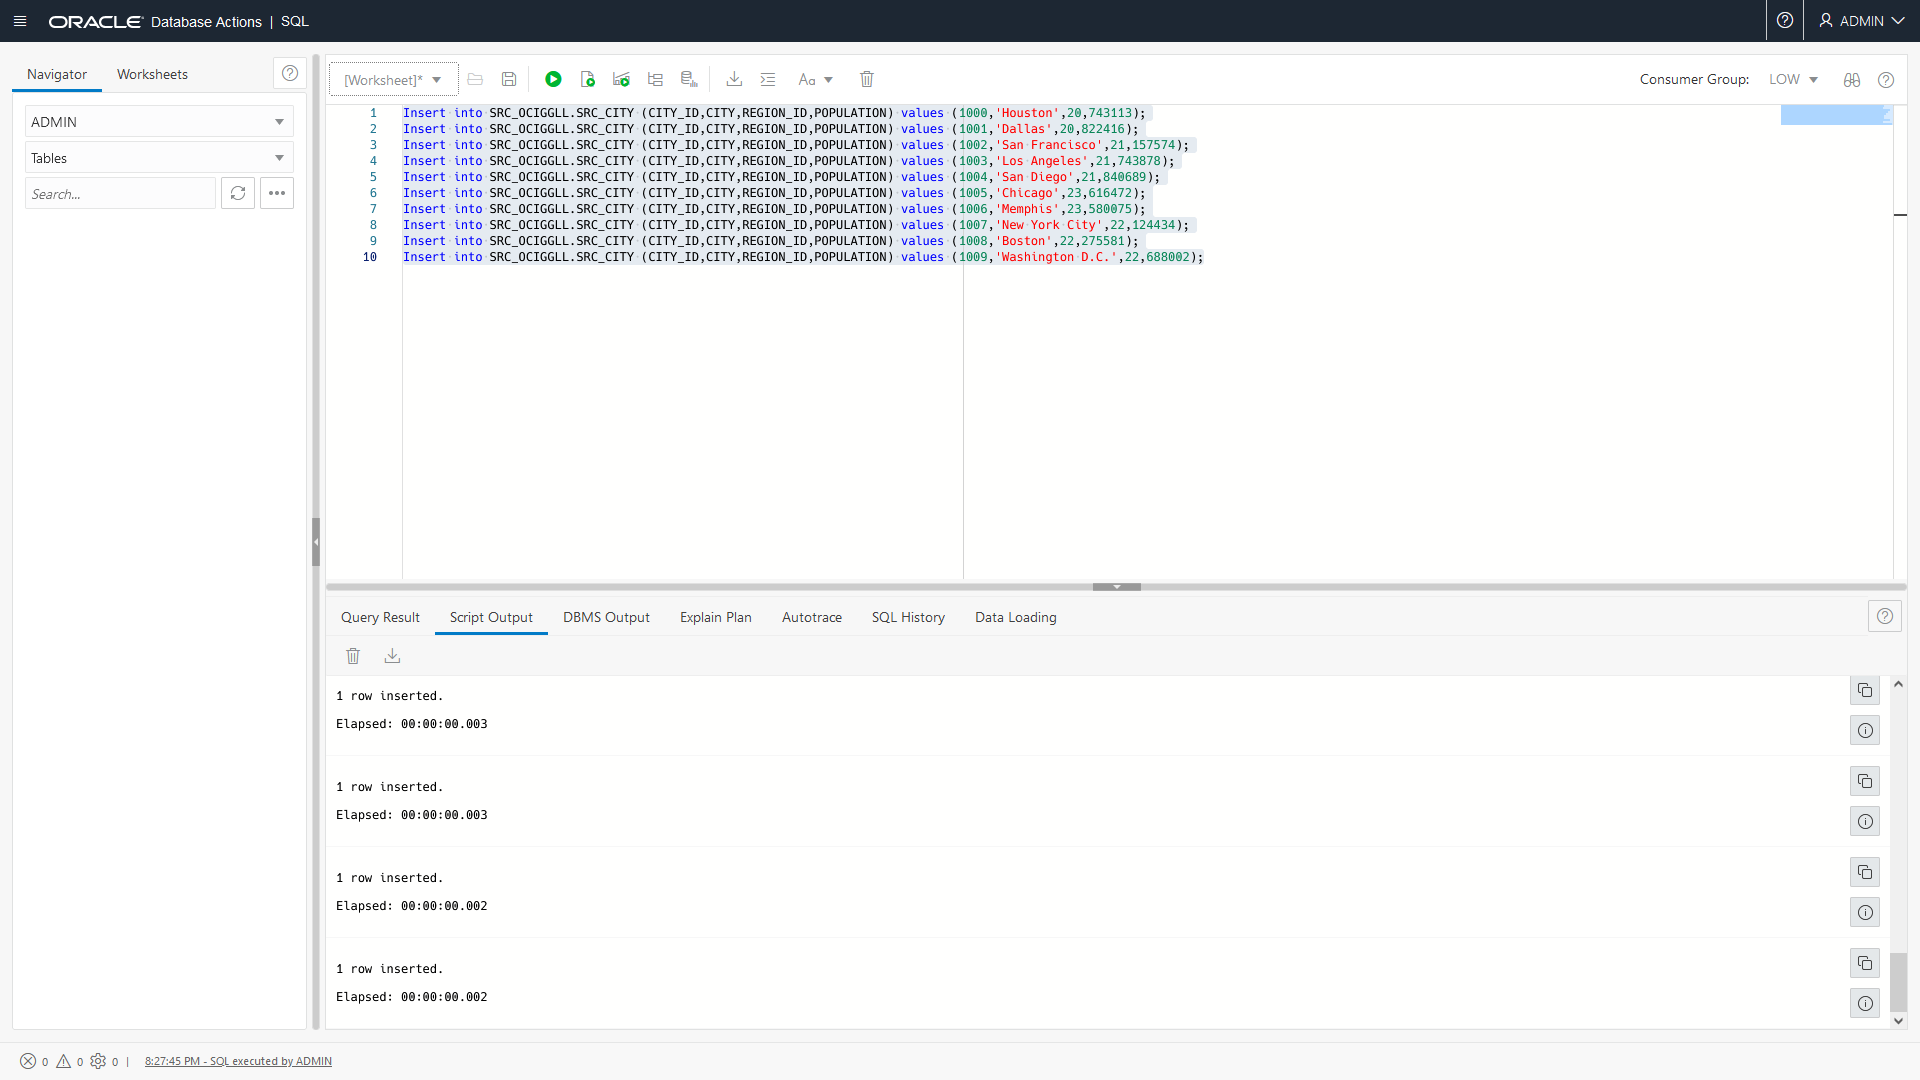 ORACLE Database Actions | SQL
ADMIN
Navigator
Worksheets
ADMIN
Tables
Search...
[Worksheet]*
Aa
Consumer Group: LOW
1 Insert into SRC_OCIGGLL.SRC_CITY (CITY_ID,CITY,REGION_ID,POPULATION) values (1000,'Houston',20,743113);
2 Insert into SRC_OCIGGLL.SRC_CITY (CITY_ID,CITY,REGION_ID,POPULATION) values (1001,'Dallas',20,822416);
3 Insert into SRC_OCIGGLL.SRC_CITY (CITY_ID,CITY,REGION_ID,POPULATION) values (1002,'San Francisco',21,157574);
4 Insert into SRC_OCIGGLL.SRC_CITY (CITY_ID,CITY,REGION_ID,POPULATION) values (1003,'Los Angeles',21,743878);
5 Insert into SRC_OCIGGLL.SRC_CITY (CITY_ID,CITY,REGION_ID,POPULATION) values (1004,'San Diego',21,840689);
6 Insert into SRC_OCIGGLL.SRC_CITY (CITY_ID,CITY,REGION_ID,POPULATION) values (1005,'Chicago',23,616472);
7 Insert into SRC_OCIGGLL.SRC_CITY (CITY_ID,CITY,REGION_ID,POPULATION) values (1006,'Memphis',23,580075);
8 Insert into SRC_OCIGGLL.SRC_CITY (CITY_ID,CITY,REGION_ID,POPULATION) values (1007,'New York City',22,124434);
9 Insert into SRC_OCIGGLL.SRC_CITY (CITY_ID,CITY,REGION_ID,POPULATION) values (1008,'Boston',22,275581);
10 Insert into SRC_OCIGGLL.SRC_CITY (CITY_ID,CITY,REGION_ID,POPULATION) values (1009,'Washington D.C.',22,688002);
Query Result Script Output DBMS Output Explain Plan Autotrace SQL History Data Loading
1 row inserted.
Elapsed: 00:00:00.003
1 row inserted.
Elapsed: 00:00:00.003
1 row inserted.
Elapsed: 00:00:00.002
1 row inserted.
Elapsed: 00:00:00.002
0 0 0 | 8:27:45 PM - SQL executed by ADMIN